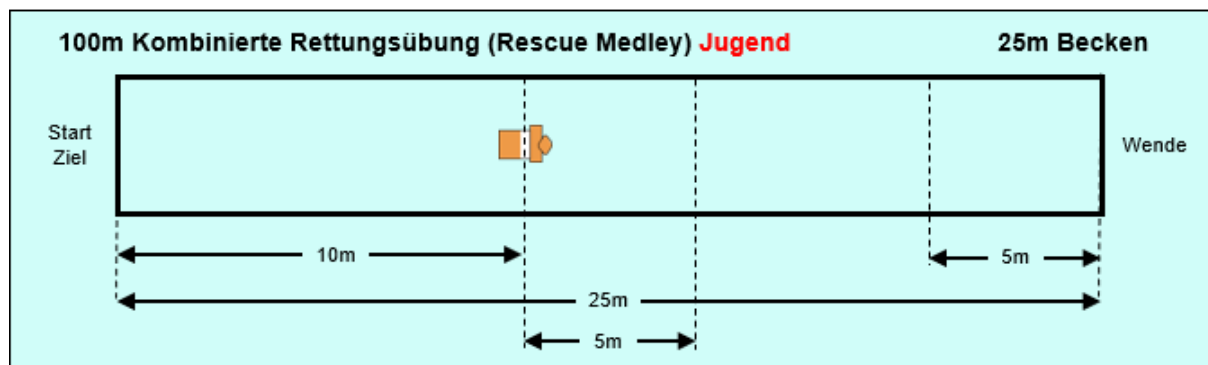 100m Kombinierte Rettungsübung (Rescue Medley) Jugend 25m Becken
Start
Ziel
Wende
10m
5m
25m
5m